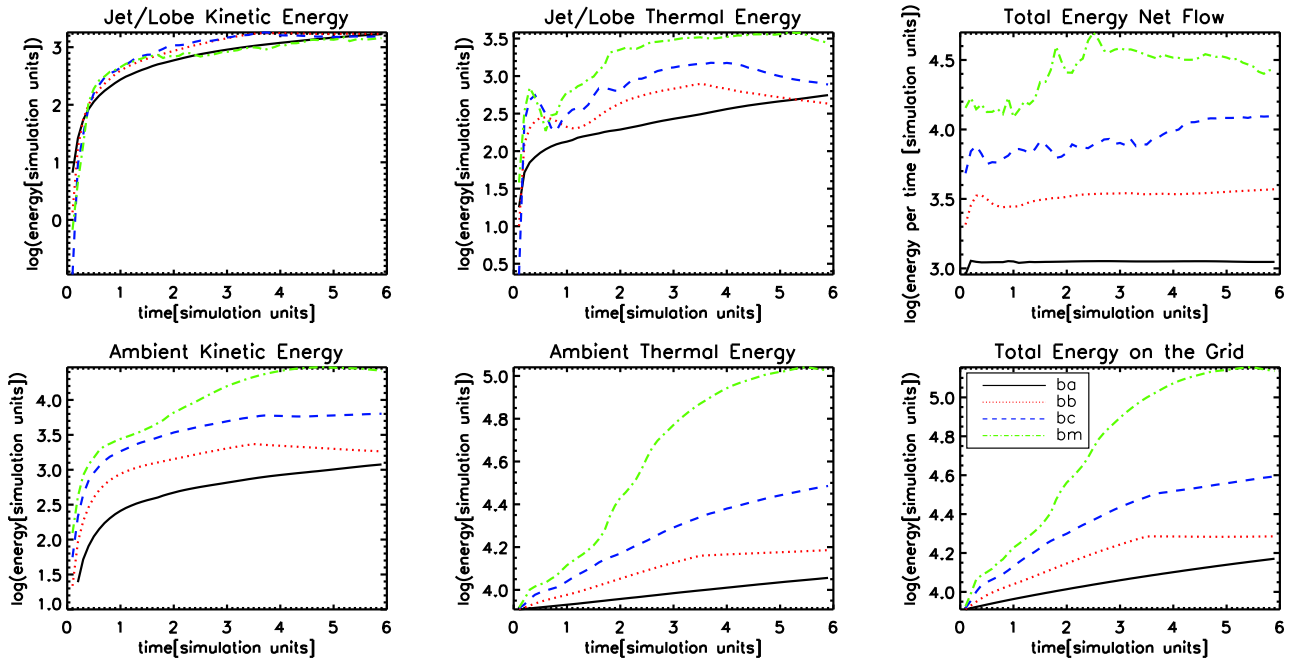 Jet/Lobe Kinetic Energy
log(energy[simulation units])
3
2
1
0
0 1 2 3 4 5 6
time[simulation units]
Jet/Lobe Thermal Energy
log(energy[simulation units])
3.5
3.0
2.5
2.0
1.5
1.0
0.5
0 1 2 3 4 5 6
time[simulation units]
Total Energy Net Flow
log(energy per time [simulation units])
4.5
4.0
3.5
3.0
0 1 2 3 4 5 6
time[simulation units]
Ambient Kinetic Energy
log(energy[simulation units])
4.0
3.5
3.0
2.5
2.0
1.5
1.0
0 1 2 3 4 5 6
time[simulation units]
Ambient Thermal Energy
log(energy[simulation units])
5.0
4.8
4.6
4.4
4.2
4.0
0 1 2 3 4 5 6
time[simulation units]
Total Energy on the Grid
log(energy[simulation units])
5.0
4.8
4.6
4.4
4.2
4.0
ba
bb
bc
bm
0 1 2 3 4 5 6
time[simulation units]